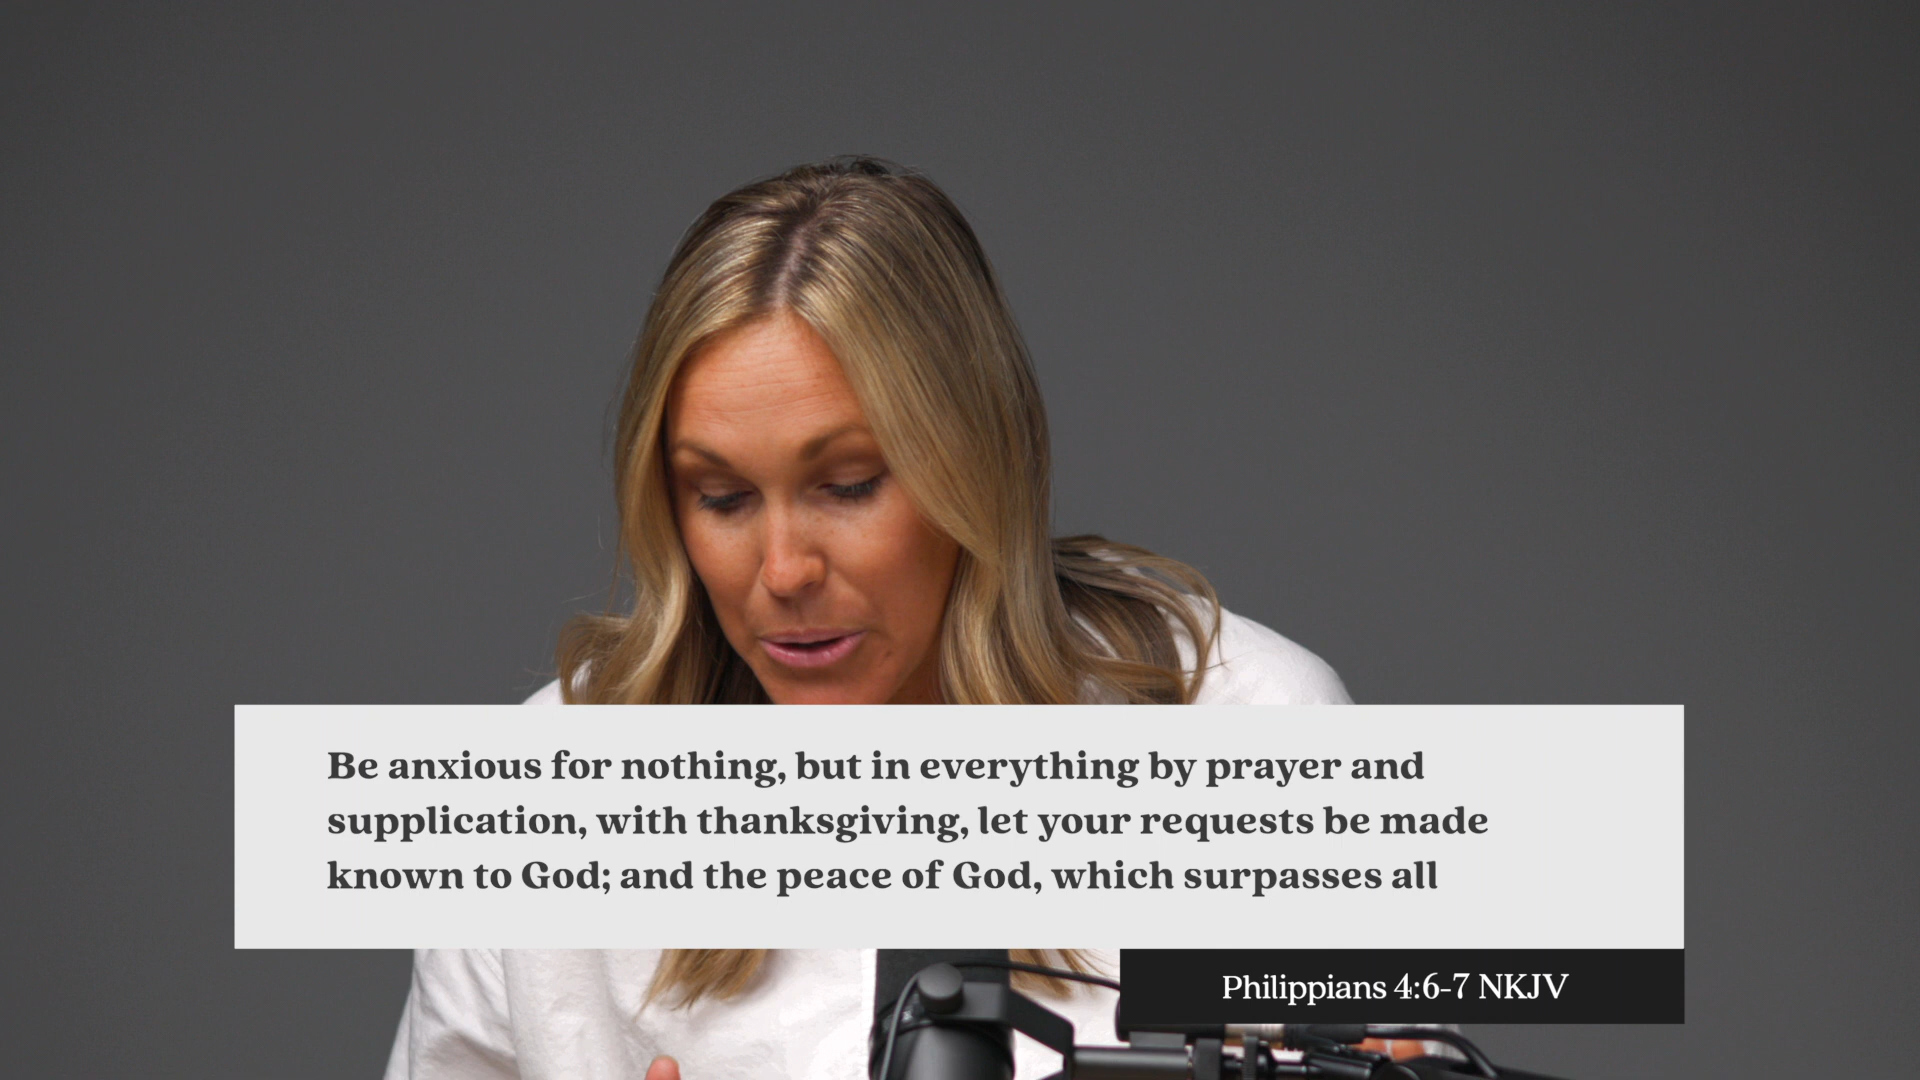 Be anxious for nothing, but in everything by prayer and
supplication, with thanksgiving, let your requests be made
known to God; and the peace of God, which surpasses all
Philippians 4:6-7 NKJV